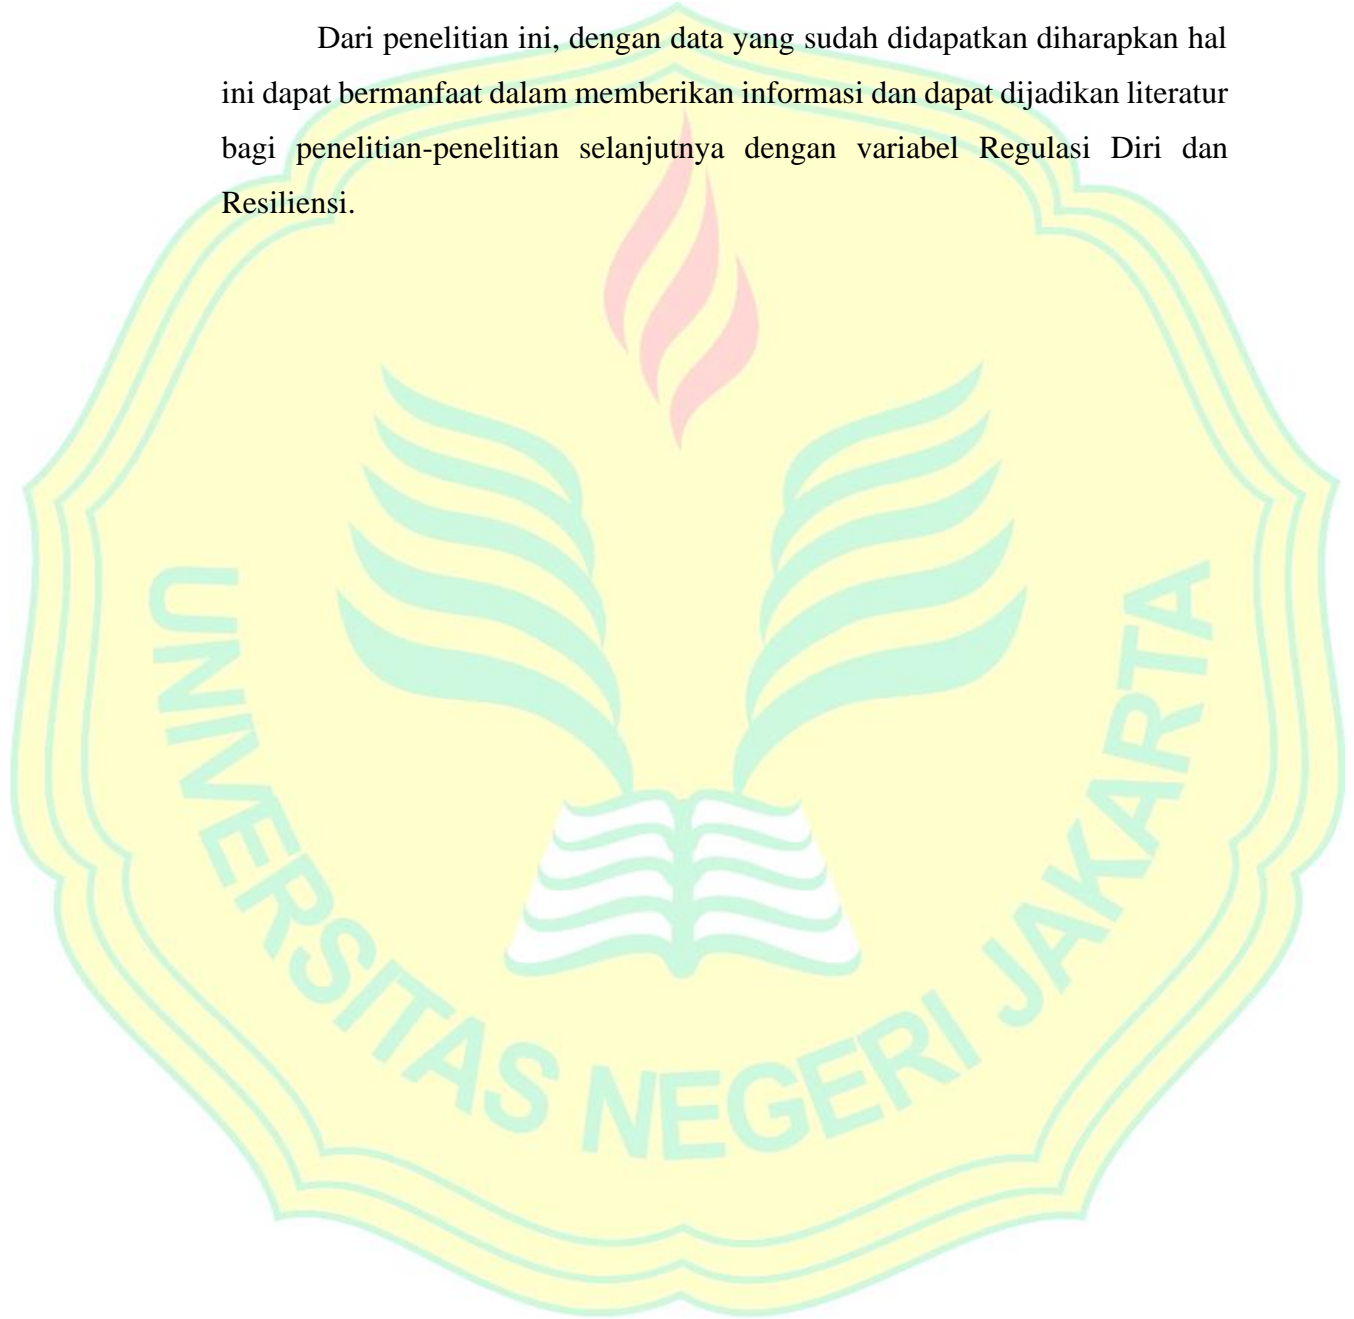 Dari penelitian ini, dengan data yang sudah didapatkan diharapkan hal
ini dapat bermanfaat dalam memberikan informasi dan dapat dijadikan literatur
bagi penelitian-penelitian selanjutnya dengan variabel Regulasi Diri dan
Resiliensi.
UNIVERSITAS NEGERI JAKARTA